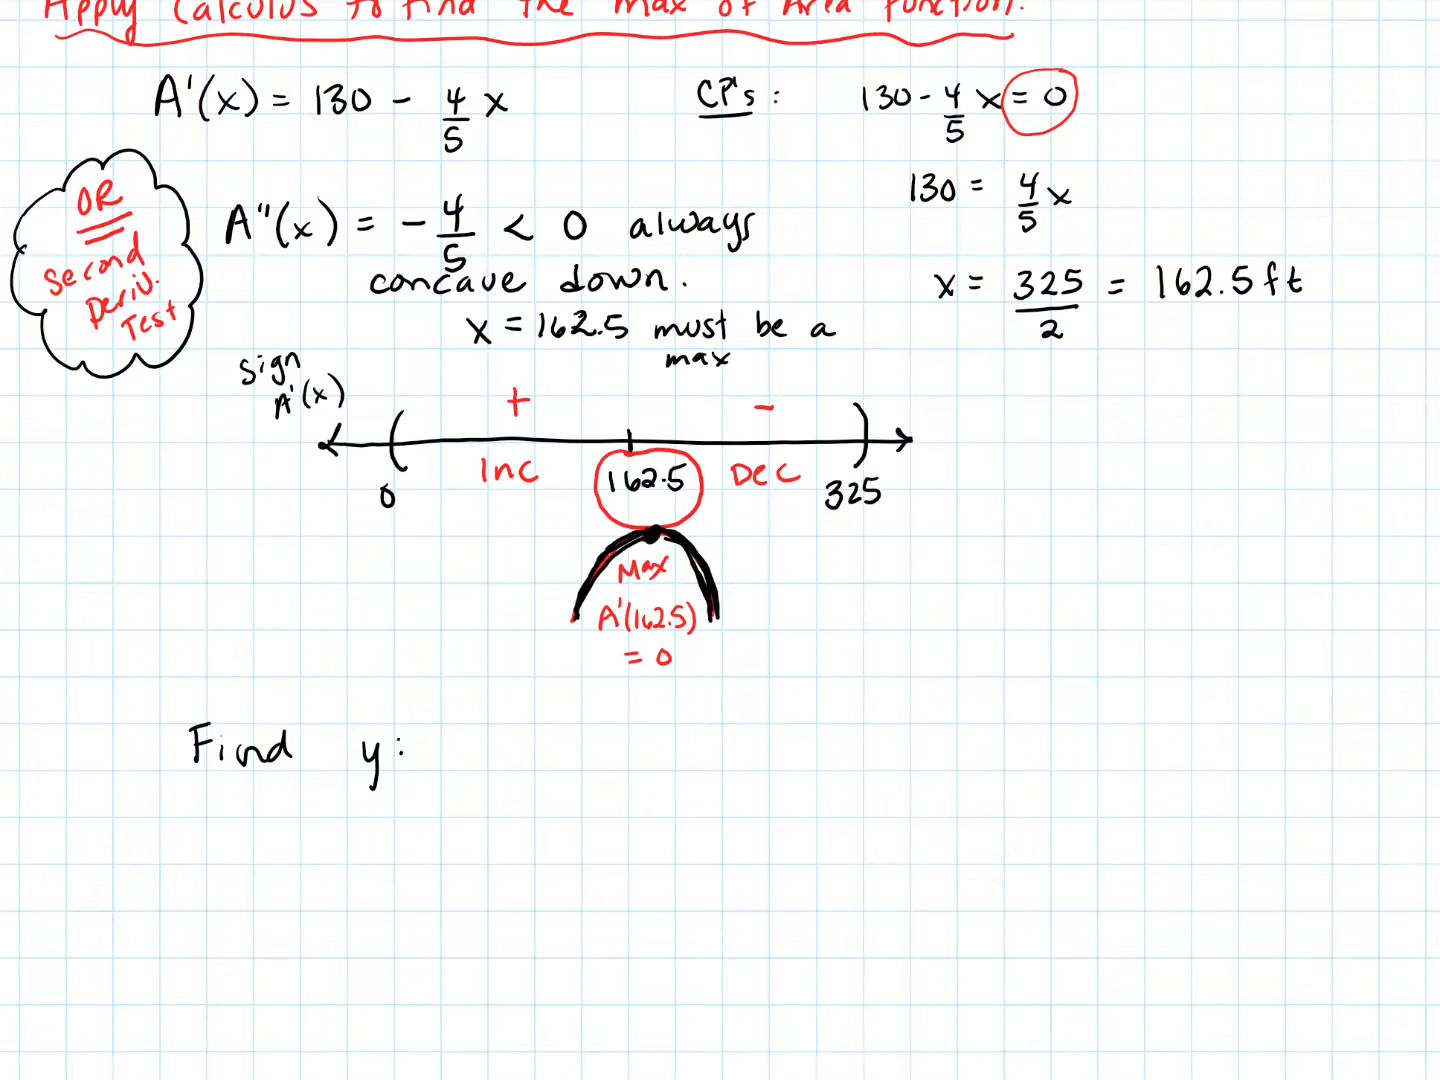 Apply Calculus to find the max of Area function.
A'(x) = 130 - 4/5 x
CP's : 130 - 4/5 x = 0
130 = 4/5 x
x = 325/2 = 162.5 ft
OR
Second
Deriv.
Test
A"(x) = - 4/5 < 0 always
concave down.
x = 162.5 must be a
max
Sign
A'(x)
+ -
Inc 162.5 Dec
0 325
Max
A'(162.5)
= 0
Find y: